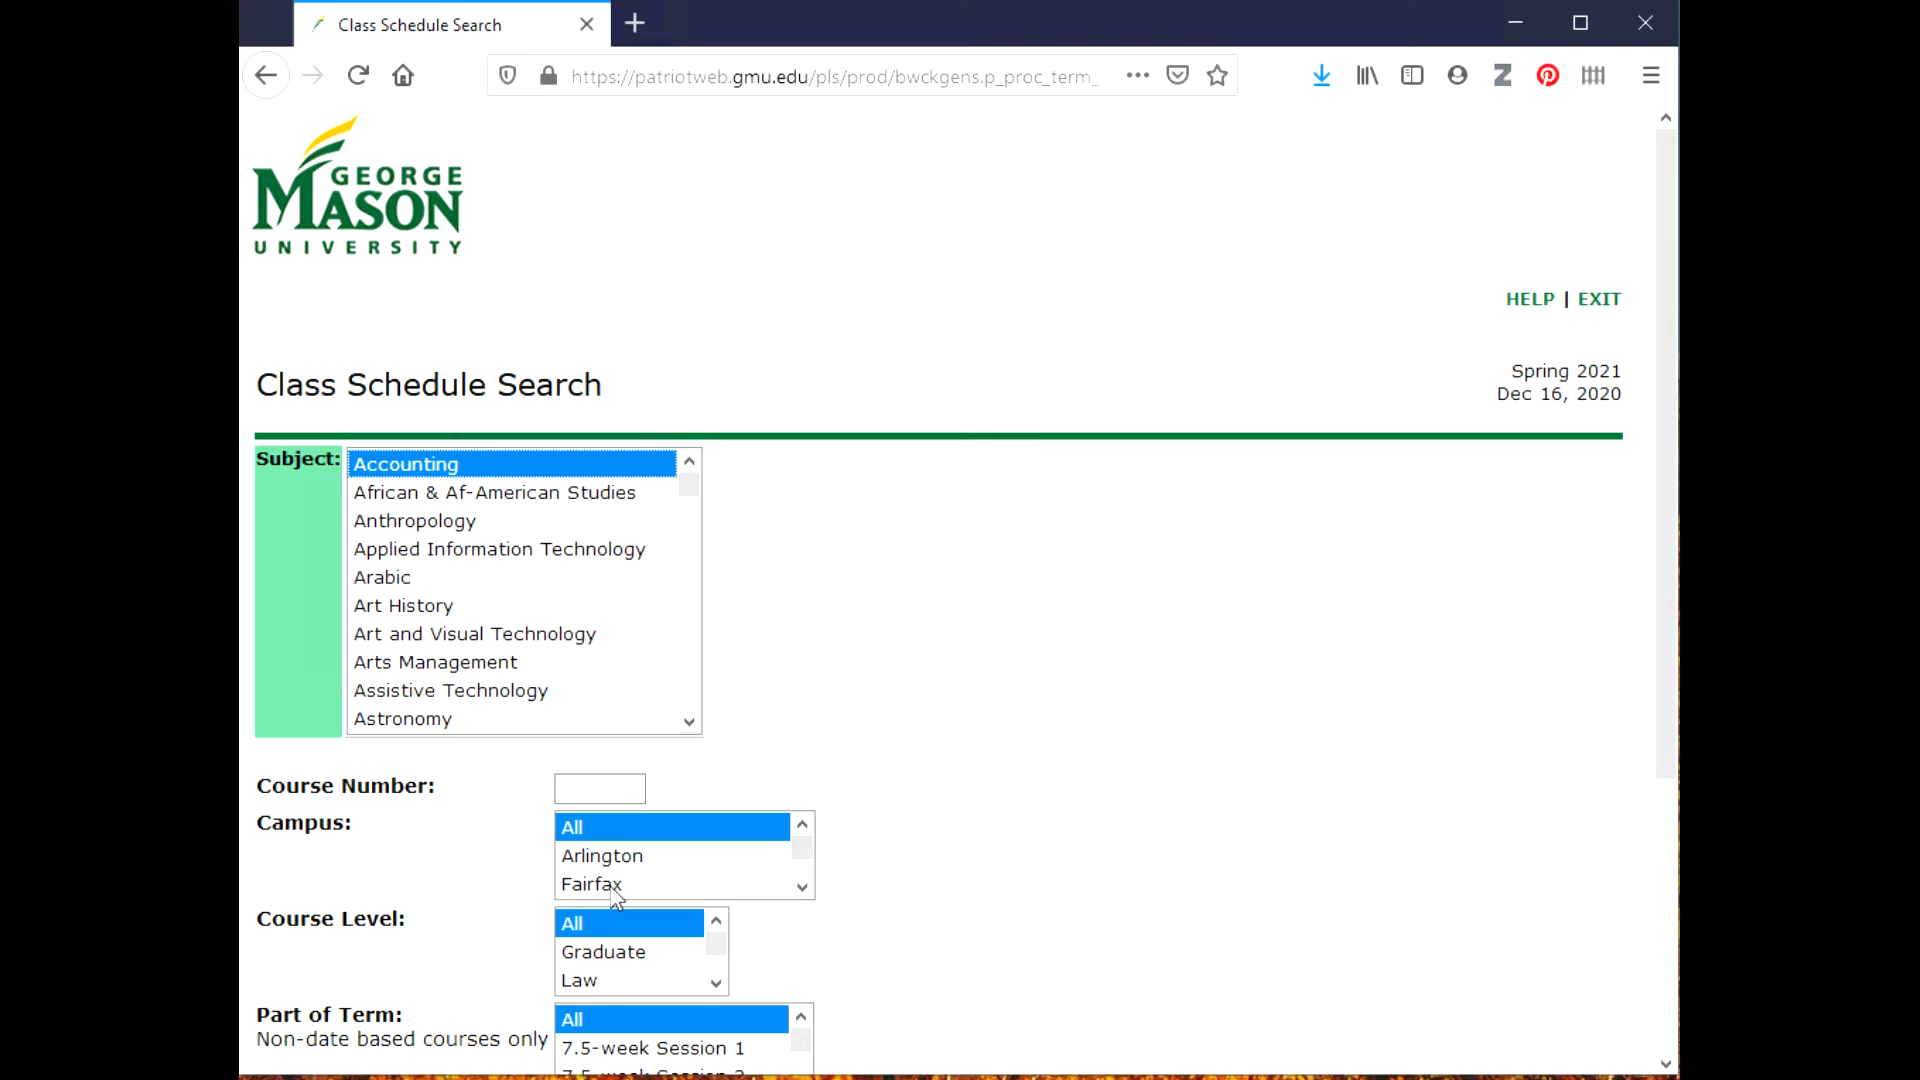 Class Schedule Search
https://patriotweb.gmu.edu/pls/prod/bwckgens.p_proc_term_
GEORGE
MASON
UNIVERSITY
HELP | EXIT
Class Schedule Search
Spring 2021
Dec 16, 2020
Subject:
Accounting
African & Af-American Studies
Anthropology
Applied Information Technology
Arabic
Art History
Art and Visual Technology
Arts Management
Assistive Technology
Astronomy
Course Number:
Campus:
All
Arlington
Fairfax
Course Level:
All
Graduate
Law
Part of Term:
Non-date based courses only
All
7.5-week Session 1